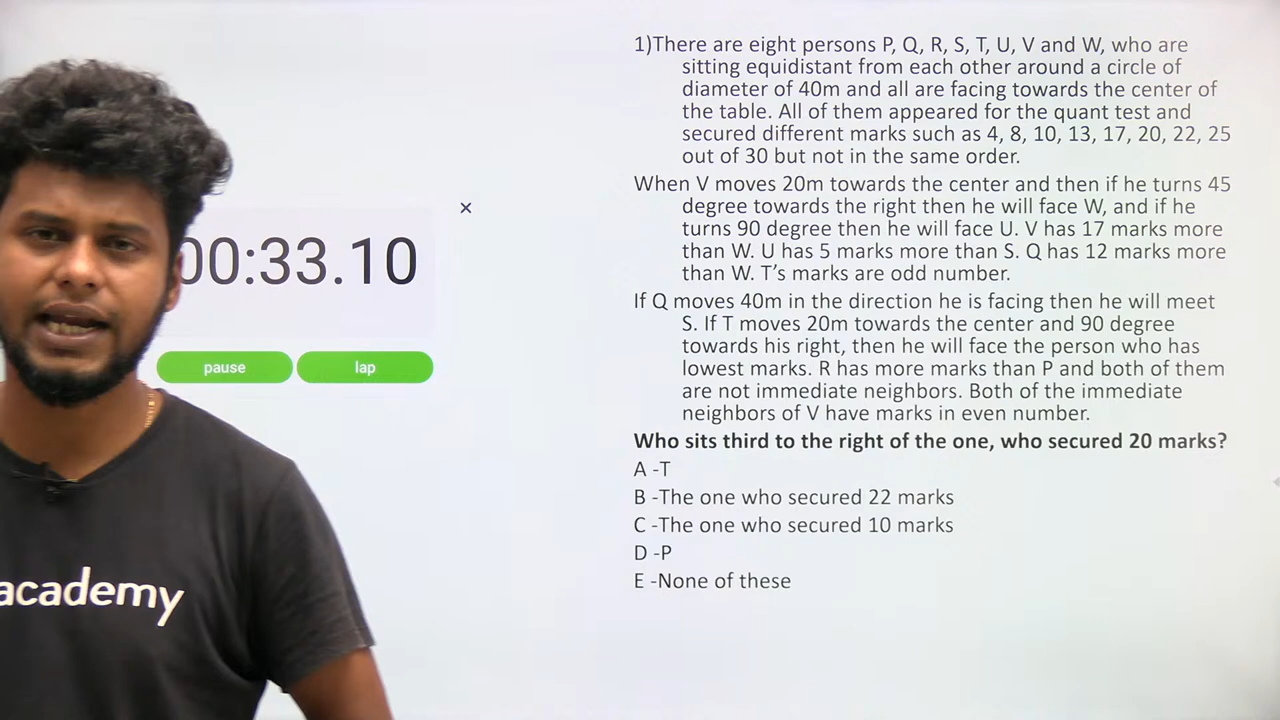 1)There are eight persons P, Q, R, S, T, U, V and W, who are
sitting equidistant from each other around a circle of
diameter of 40m and all are facing towards the center of
the table. All of them appeared for the quant test and
secured different marks such as 4, 8, 10, 13, 17, 20, 22, 25
out of 30 but not in the same order.
When V moves 20m towards the center and then if he turns 45
degree towards the right then he will face W, and if he
turns 90 degree then he will face U. V has 17 marks more
than W. U has 5 marks more than S. Q has 12 marks more
than W. T's marks are odd number.
If Q moves 40m in the direction he is facing then he will meet
S. If T moves 20m towards the center and 90 degree
towards his right, then he will face the person who has
lowest marks. R has more marks than P and both of them
are not immediate neighbors. Both of the immediate
neighbors of V have marks in even number.
Who sits third to the right of the one, who secured 20 marks?
A -T
B -The one who secured 22 marks
C -The one who secured 10 marks
D -P
E -None of these
×
00:33.10
pause lap
academy